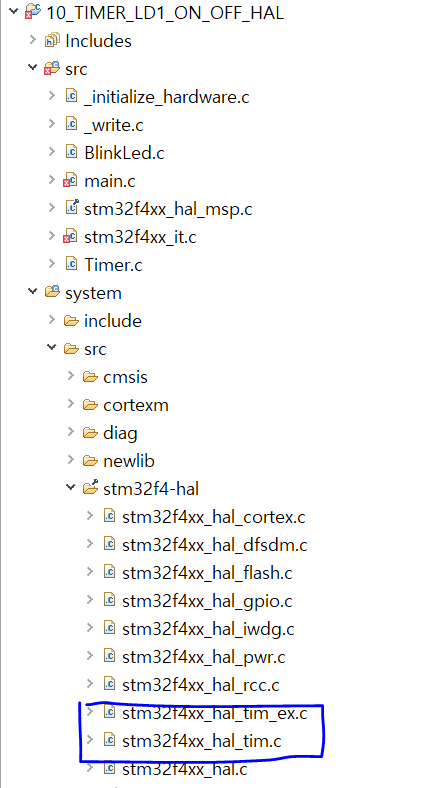 10_TIMER_LD1_ON_OFF_HAL
Includes
src
_initialize_hardware.c
_write.c
BlinkLed.c
main.c
stm32f4xx_hal_msp.c
stm32f4xx_it.c
Timer.c
system
include
src
cmsis
cortexm
diag
newlib
stm32f4-hal
stm32f4xx_hal_cortex.c
stm32f4xx_hal_dfsdm.c
stm32f4xx_hal_flash.c
stm32f4xx_hal_gpio.c
stm32f4xx_hal_iwdg.c
stm32f4xx_hal_pwr.c
stm32f4xx_hal_rcc.c
stm32f4xx_hal_tim_ex.c
stm32f4xx_hal_tim.c
stm32f4xx_hal.c